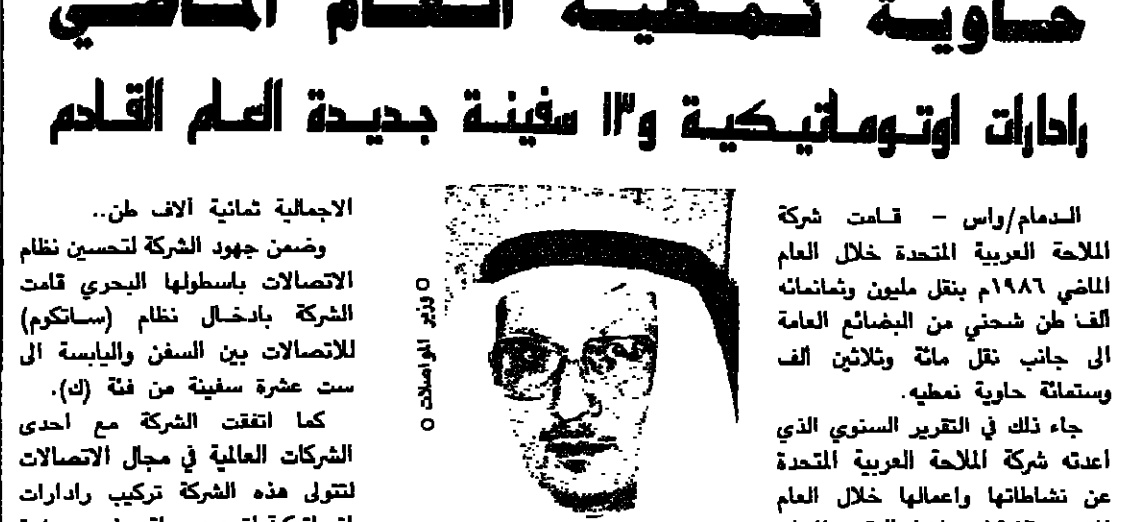 حاوية نمطية العام الماضي
رادارات اوتوماتيكية و١٣ سفينة جديدة العام القادم
الدمام/واس - قامت شركة
الملاحة العربية المتحدة خلال العام
الماضي ١٩٨٦م بنقل مليون وثمانمائه
ألف طن شحني من البضائع العامة
الى جانب نقل مائة وثلاثين ألف
وستمائة حاوية نمطيه.
جاء ذلك في التقرير السنوي الذي
اعدته شركة الملاحة العربية المتحدة
عن نشاطاتها واعمالها خلال العام
○ وزير المواصلات ○
الاجمالية ثمانية آلاف طن..
وضمن جهود الشركة لتحسين نظام
الاتصالات باسطولها البحري قامت
الشركة بادخال نظام (ساتكوم)
للاتصالات بين السفن واليابسة الى
ست عشرة سفينة من فئة (ك).
كما اتفقت الشركة مع احدى
الشركات العالمية في مجال الاتصالات
لتتولى هذه الشركة تركيب رادارات